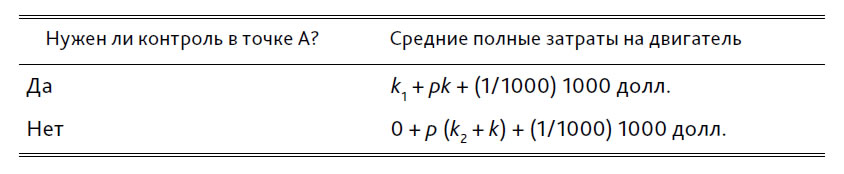 Нужен ли контроль в точке А? Средние полные затраты на двигатель
Да k₁ + pk + (1/1000) 1000 долл.
Нет 0 + p (k₂ + k) + (1/1000) 1000 долл.